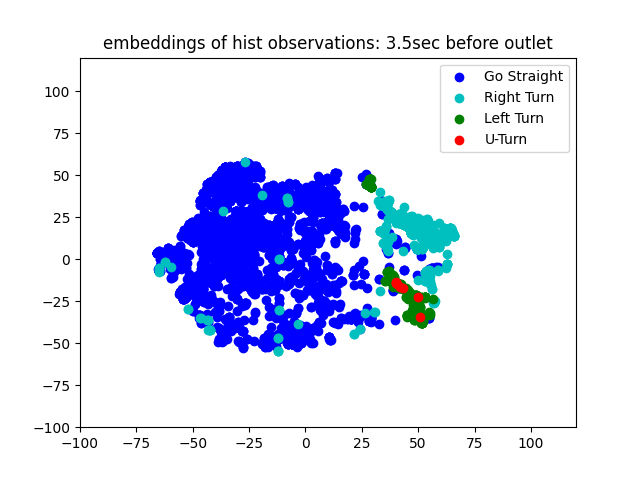 embeddings of hist observations: 3.5sec before outlet
Go Straight
Right Turn
Left Turn
U-Turn
100
75
50
25
0
−25
−50
−75
−100
−100 −75 −50 −25 0 25 50 75 100